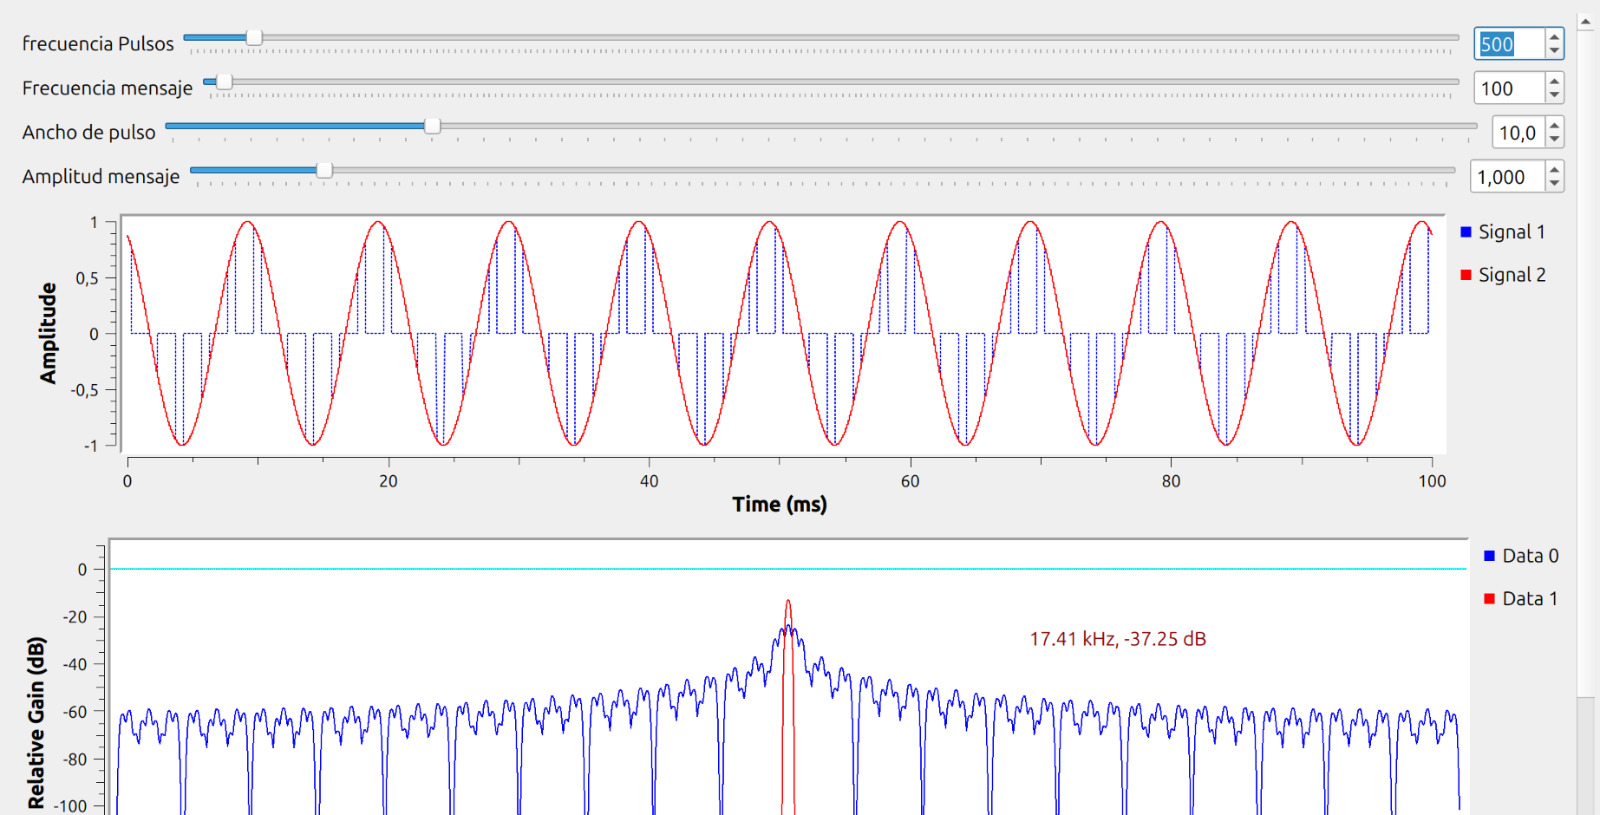 frecuencia Pulsos
500
Frecuencia mensaje
100
Ancho de pulso
10,0
Amplitud mensaje
1,000
Amplitude
1
0,5
0
-0,5
-1
Signal 1
Signal 2
0 20 40 60 80 100
Time (ms)
Relative Gain (dB)
0
-20
-40
-60
-80
-100
17.41 kHz, -37.25 dB
Data 0
Data 1